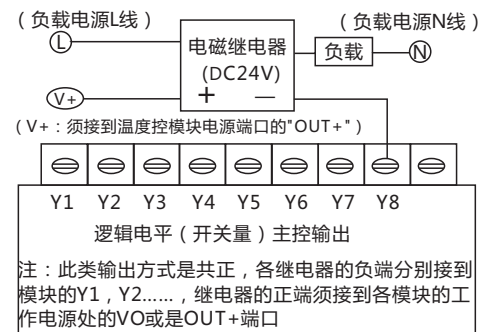 （负载电源L线）
（负载电源N线）
L
电磁继电器
(DC24V)
+ —
负载
N
V+
（V+：须接到温度控模块电源端口的"OUT+"）
Y1 Y2 Y3 Y4 Y5 Y6 Y7 Y8
逻辑电平（开关量）主控输出
注：此类输出方式是共正，各继电器的负端分别接到
模块的Y1，Y2......，继电器的正端须接到各模块的工
作电源处的VO或是OUT+端口